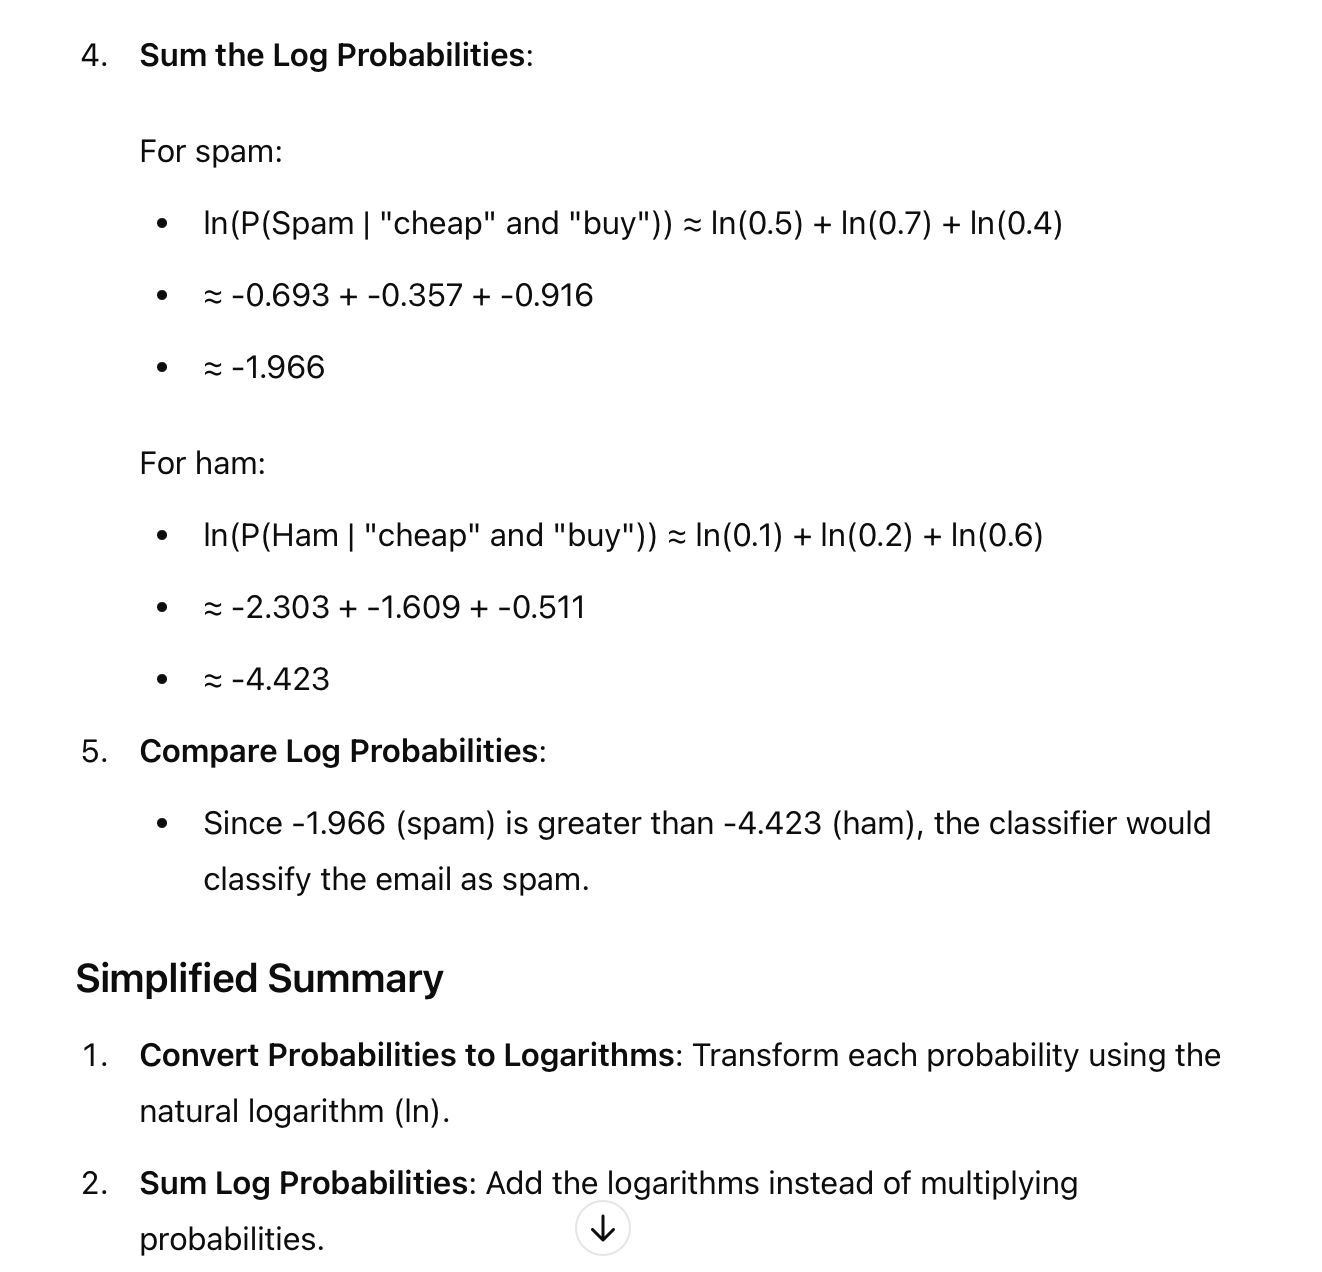 4. Sum the Log Probabilities:
For spam:
• ln(P(Spam | "cheap" and "buy")) ≈ ln(0.5) + ln(0.7) + ln(0.4)
• ≈ -0.693 + -0.357 + -0.916
• ≈ -1.966
For ham:
• ln(P(Ham | "cheap" and "buy")) ≈ ln(0.1) + ln(0.2) + ln(0.6)
• ≈ -2.303 + -1.609 + -0.511
• ≈ -4.423
5. Compare Log Probabilities:
• Since -1.966 (spam) is greater than -4.423 (ham), the classifier would
classify the email as spam.
Simplified Summary
1. Convert Probabilities to Logarithms: Transform each probability using the
natural logarithm (ln).
2. Sum Log Probabilities: Add the logarithms instead of multiplying
probabilities.